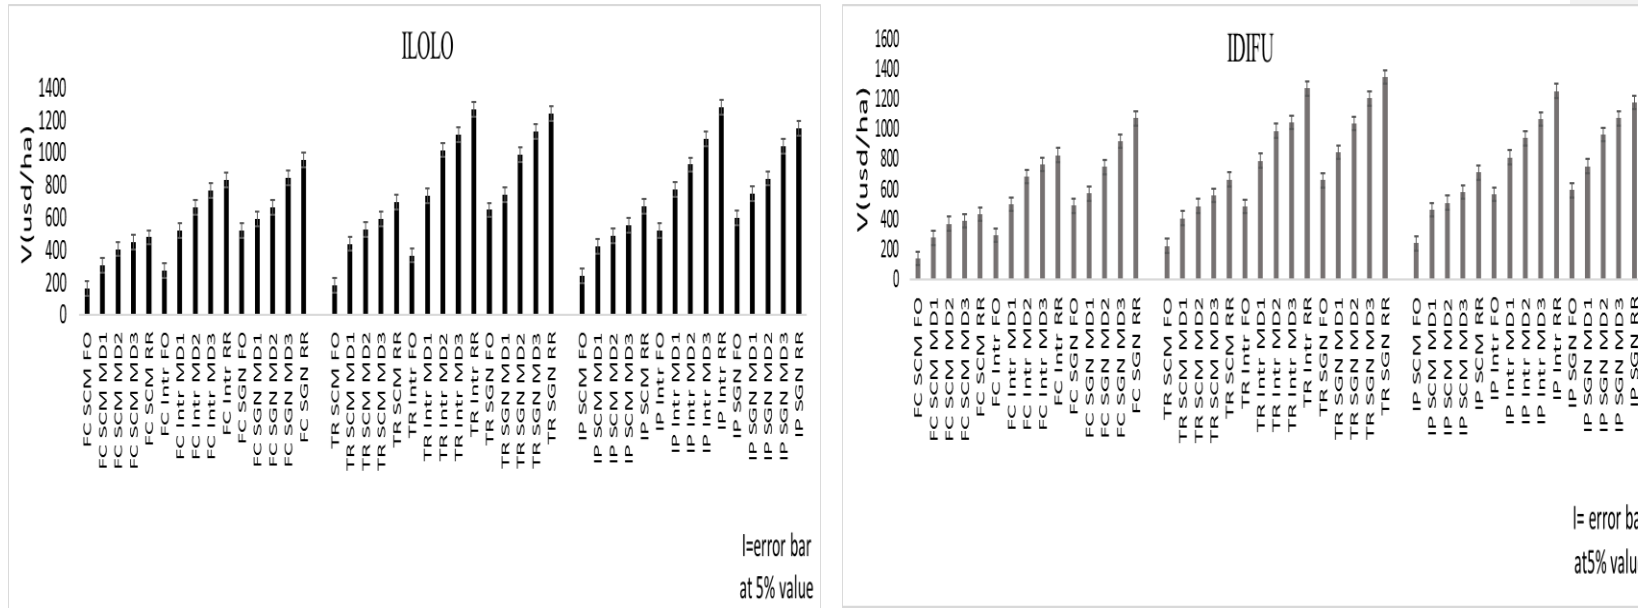 ILOLO
V(usd/ha)
1400
1200
1000
800
600
400
200
0
FC SCM FO
FC SCM MD1
FC SCM MD2
FC SCM MD3
FC SCM RR
FC Intr FO
FC Intr MD1
FC Intr MD2
FC Intr MD3
FC Intr RR
FC SGN FO
FC SGN MD1
FC SGN MD2
FC SGN MD3
FC SGN RR
TR SCM FO
TR SCM MD1
TR SCM MD2
TR SCM MD3
TR SCM RR
TR Intr FO
TR Intr MD1
TR Intr MD2
TR Intr MD3
TR Intr RR
TR SGN FO
TR SGN MD1
TR SGN MD2
TR SGN MD3
TR SGN RR
IP SCM FO
IP SCM MD1
IP SCM MD2
IP SCM MD3
IP SCM RR
IP Intr FO
IP Intr MD1
IP Intr MD2
IP Intr MD3
IP Intr RR
IP SGN FO
IP SGN MD1
IP SGN MD2
IP SGN MD3
IP SGN RR
I=error bar
at 5% value
IDIFU
V(usd/ha)
1600
1400
1200
1000
800
600
400
200
0
FC SCM FO
FC SCM MD1
FC SCM MD2
FC SCM MD3
FC SCM RR
FC Intr FO
FC Intr MD1
FC Intr MD2
FC Intr MD3
FC Intr RR
FC SGN FO
FC SGN MD1
FC SGN MD2
FC SGN MD3
FC SGN RR
TR SCM FO
TR SCM MD1
TR SCM MD2
TR SCM MD3
TR SCM RR
TR Intr FO
TR Intr MD1
TR Intr MD2
TR Intr MD3
TR Intr RR
TR SGN FO
TR SGN MD1
TR SGN MD2
TR SGN MD3
TR SGN RR
IP SCM FO
IP SCM MD1
IP SCM MD2
IP SCM MD3
IP SCM RR
IP Intr FO
IP Intr MD1
IP Intr MD2
IP Intr MD3
IP Intr RR
IP SGN FO
IP SGN MD1
IP SGN MD2
IP SGN MD3
IP SGN RR
I= error ba
at5% valu